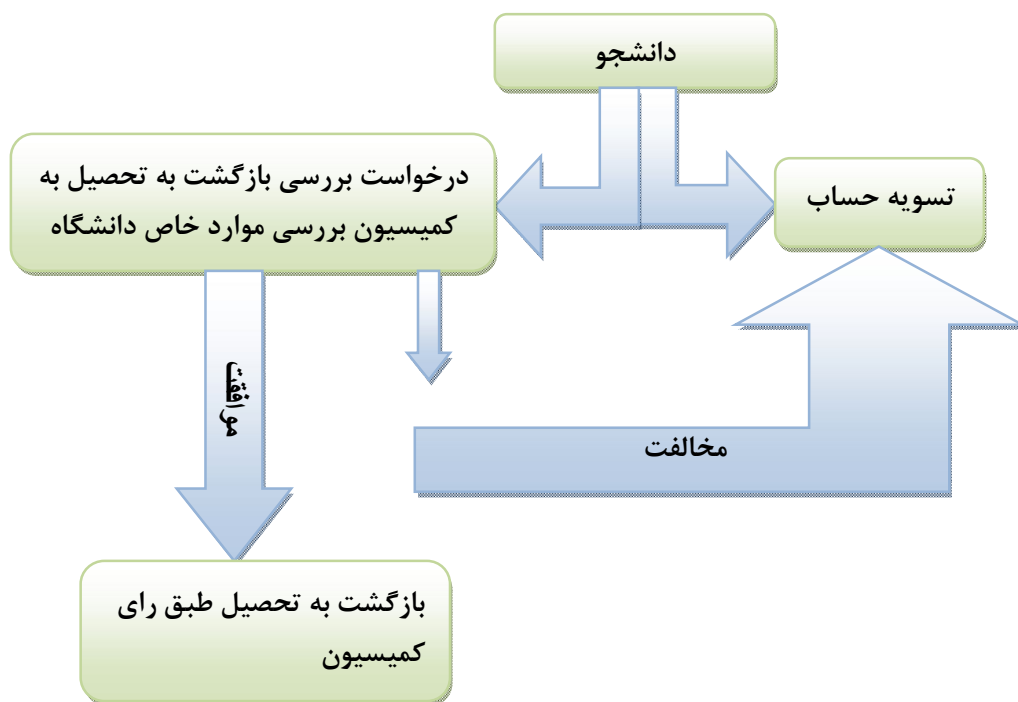 دانشجو
درخواست بررسی بازگشت به تحصیل به
کمیسیون بررسی موارد خاص دانشگاه
تسویه حساب
موافقت
مخالفت
بازگشت به تحصیل طبق رای
کمیسیون